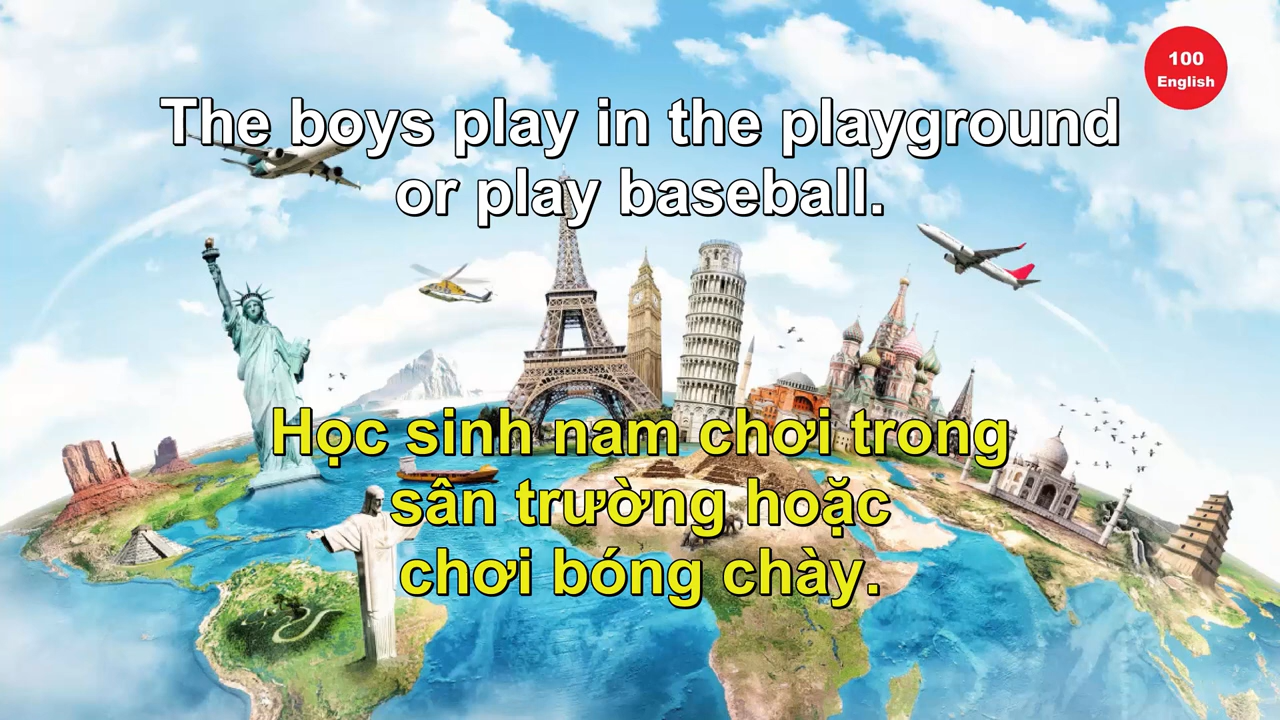 100
English
The boys play in the playground
or play baseball.
Học sinh nam chơi trong
sân trường hoặc
chơi bóng chày.